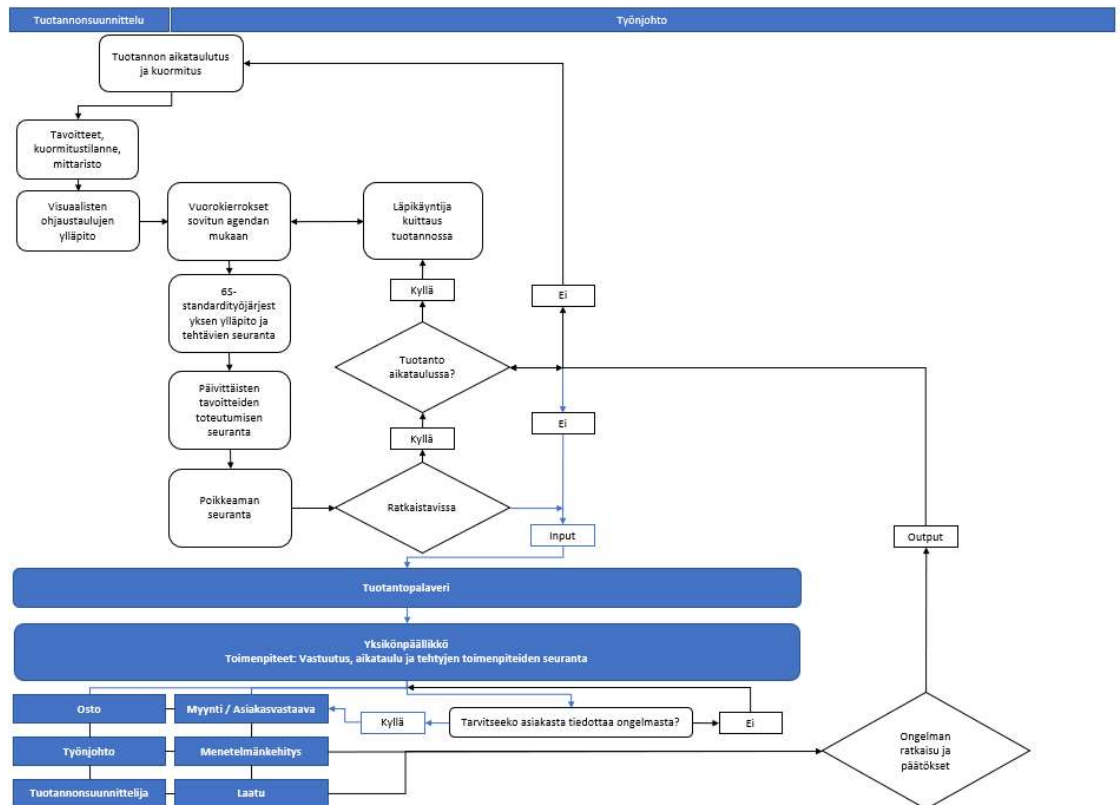 Tuotannonsuunnittelu
Työnjohto
Tuotannon aikataulutus
ja kuormitus
Tavoitteet,
kuormitustilanne,
mittaristo
Visuaalisten
ohjaustaulujen
ylläpito
Vuorokierrokset
sovitun agendan
mukaan
Läpikäyntija
kuittaus
tuotannossa
Kyllä
Ei
6S-
standardityöjärjest
yksen ylläpito ja
tehtävien seuranta
Tuotanto
aikataulussa?
Päivittäisten
tavoitteiden
toteutumisen
seuranta
Ei
Kyllä
Poikkeaman
seuranta
Ratkaistavissa
Input
Output
Tuotantopalaveri
Yksikönpäällikkö
Toimenpiteet: Vastuutus, aikataulu ja tehtyjen toimenpiteiden seuranta
Osto
Myynti / Asiakasvastaava
Kyllä
Tarvitseeko asiakasta tiedottaa ongelmasta?
Ei
Työnjohto
Menetelmänkehitys
Ongelman
ratkaisu ja
päätökset
Tuotannonsuunnittelija
Laatu